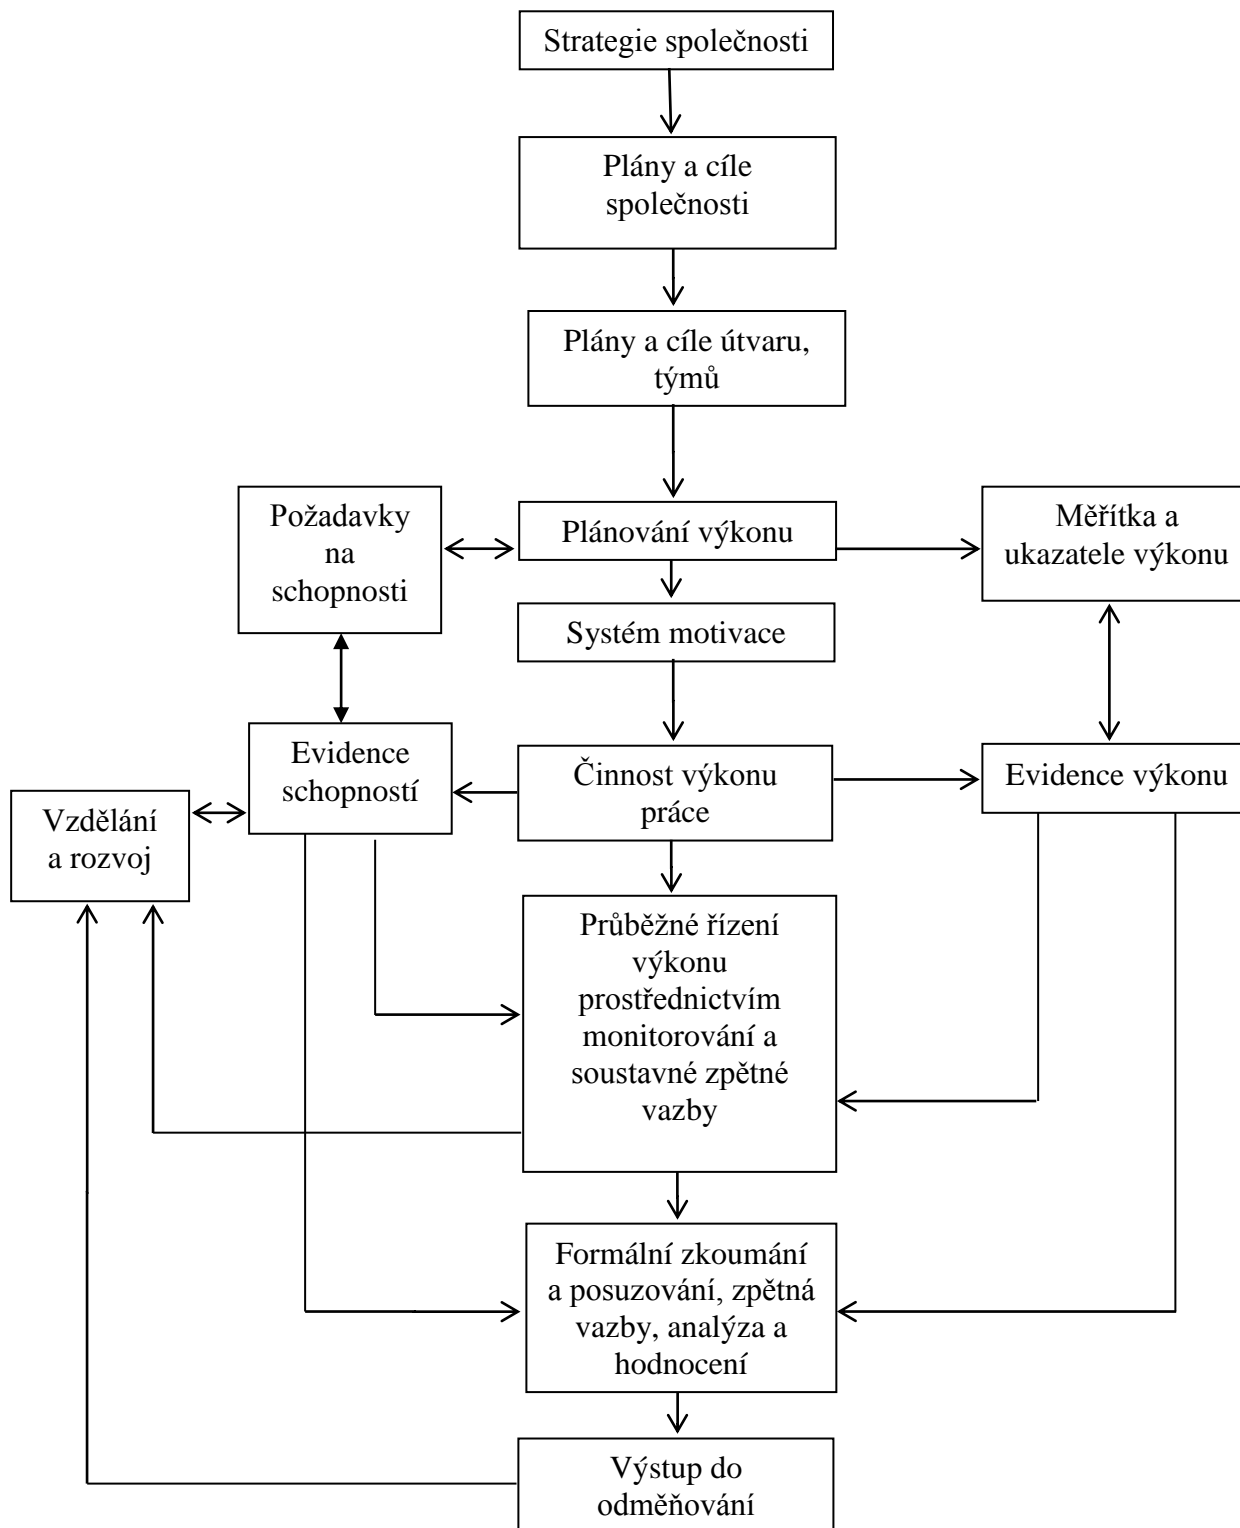 Strategie společnosti
Plány a cíle
společnosti
Plány a cíle útvaru,
týmů
Požadavky
na
schopnosti
Plánování výkonu
Měřítka a
ukazatele výkonu
Systém motivace
Evidence
schopností
Činnost výkonu
práce
Evidence výkonu
Vzdělání
a rozvoj
Průběžné řízení
výkonu
prostřednictvím
monitorování a
soustavné zpětné
vazby
Formální zkoumání
a posuzování, zpětná
vazby, analýza a
hodnocení
Výstup do
odměňování